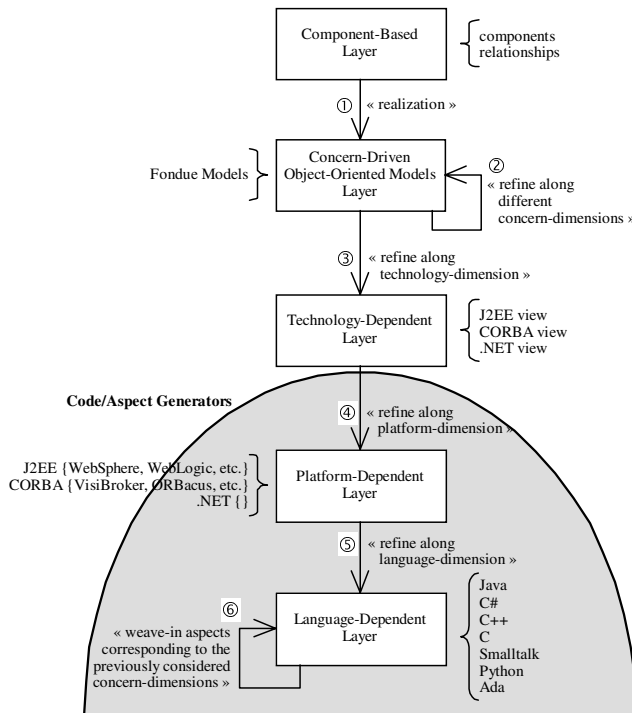 Component-Based
Layer
components
relationships
①
« realization »
Fondue Models
Concern-Driven
Object-Oriented Models
Layer
②
« refine along
different
concern-dimensions »
③
« refine along
technology-dimension »
Technology-Dependent
Layer
J2EE view
CORBA view
.NET view
Code/Aspect Generators
④
« refine along
platform-dimension »
J2EE {WebSphere, WebLogic, etc.}
CORBA {VisiBroker, ORBacus, etc.}
.NET {}
Platform-Dependent
Layer
⑤
« refine along
language-dimension »
⑥
« weave-in aspects
corresponding to the
previously considered
concern-dimensions »
Language-Dependent
Layer
Java
C#
C++
C
Smalltalk
Python
Ada